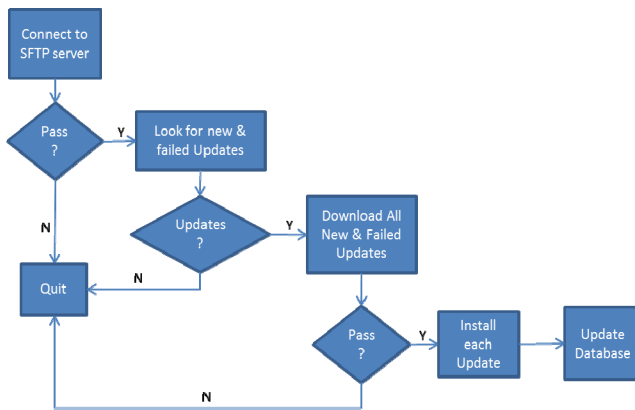 Connect to
SFTP server
Pass
?
Y
Look for new &
failed Updates
N
Updates
?
Y
Download All
New & Failed
Updates
N
Quit
Pass
?
Y
Install
each
Update
Update
Database
N